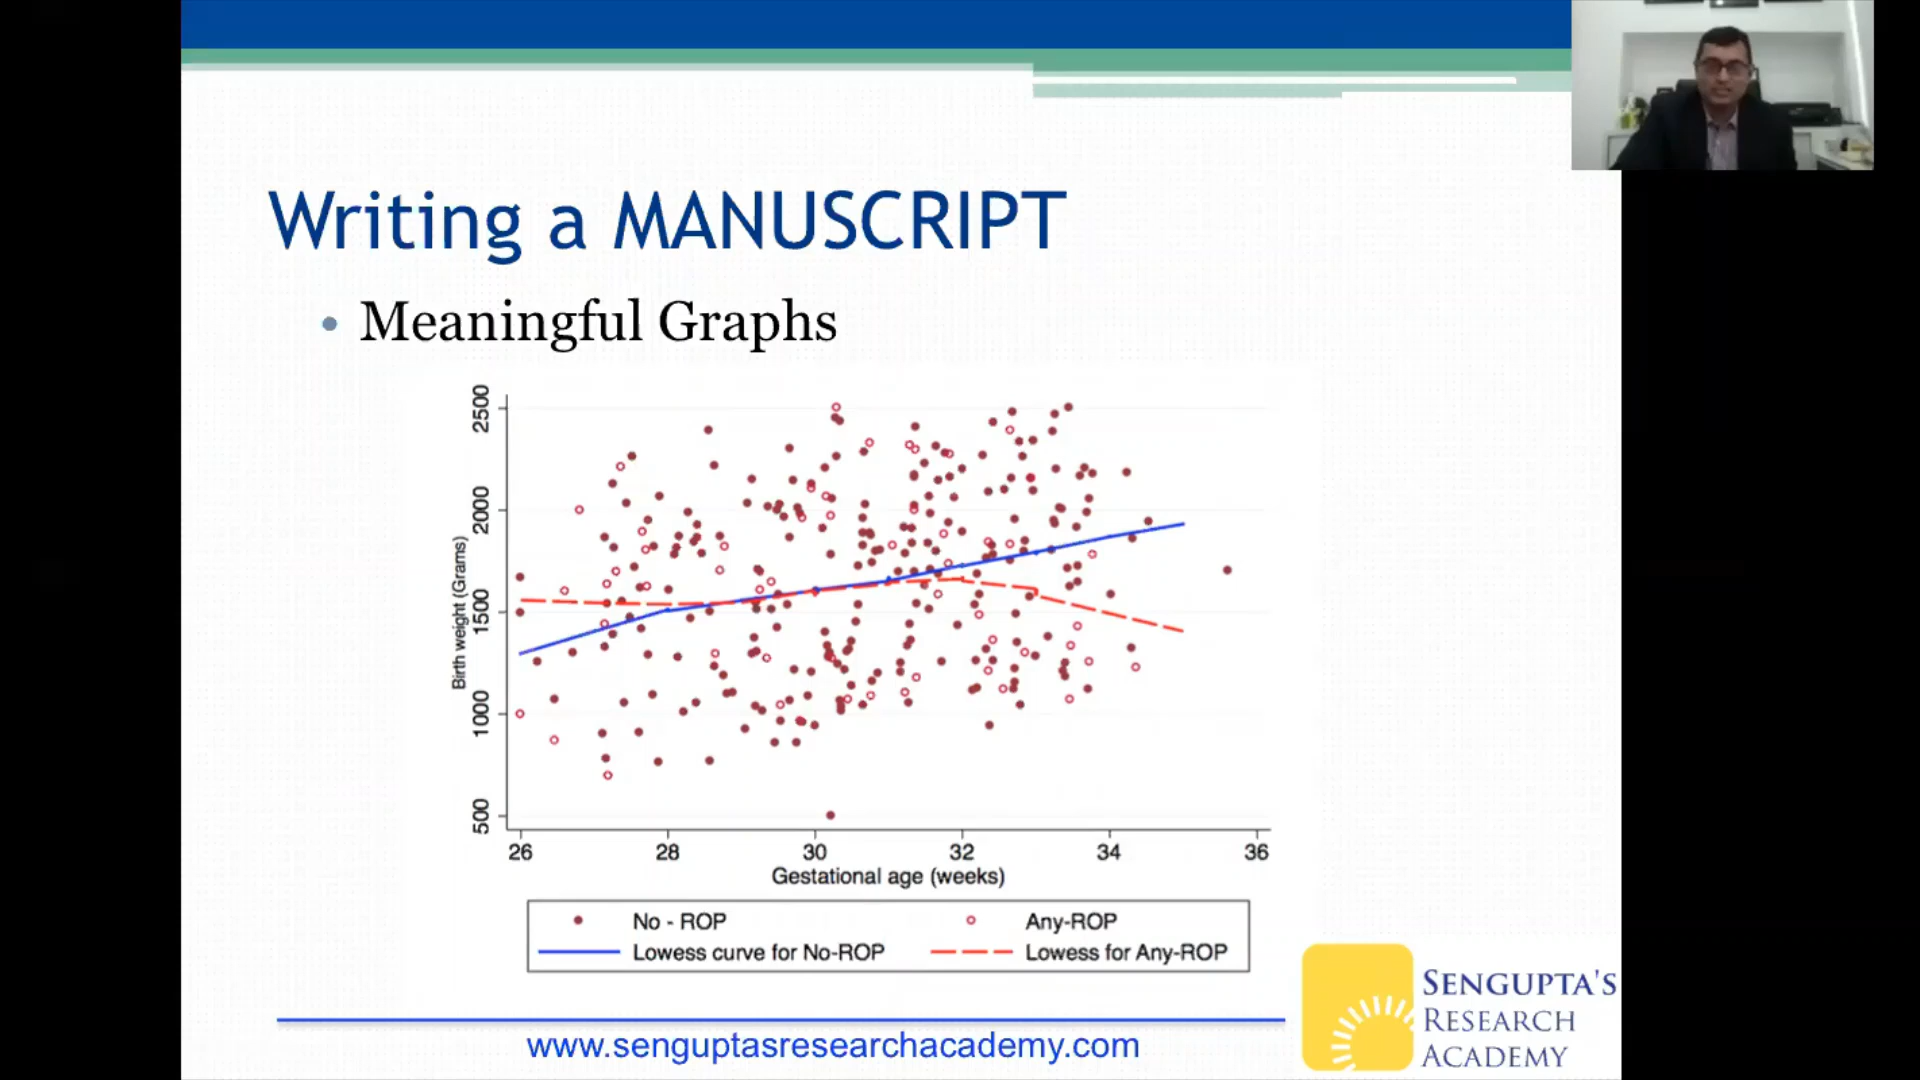 Writing a MANUSCRIPT
• Meaningful Graphs
2500
2000
1500
1000
500
Birth weight (Grams)
26 28 30 32 34 36
Gestational age (weeks)
No - ROP Any-ROP
Lowess curve for No-ROP Lowess for Any-ROP
www.senguptasresearchacademy.com
SENGUPTA'S
RESEARCH
ACADEMY